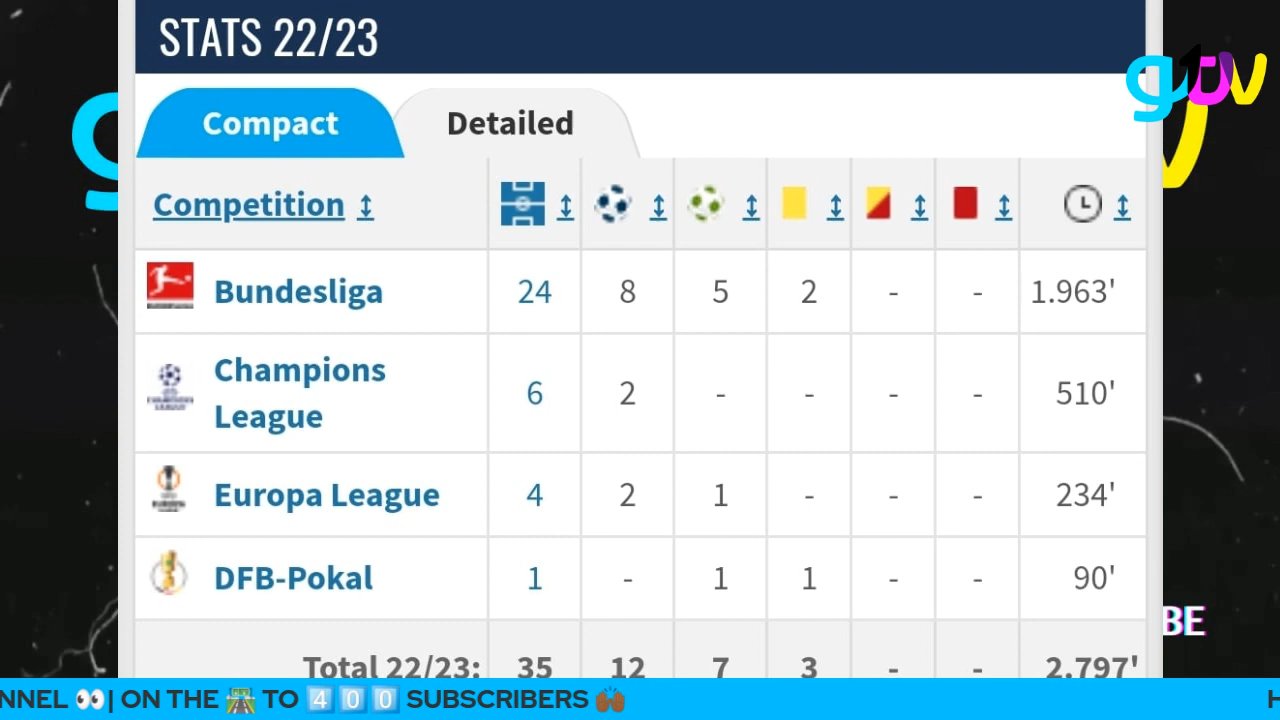 STATS 22/23
gtv
Compact Detailed
Competition
Bundesliga 24 8 5 2 - - 1.963'
Champions
League 6 2 - - - - 510'
Europa League 4 2 1 - - - 234'
DFB-Pokal 1 - 1 1 - - 90'
BE
Total 22/23: 35 12 7 3 - - 2.797'
NNEL 👀| ON THE 🛣️ TO 4️⃣ 0️⃣ 0️⃣ SUBSCRIBERS 🙌🏾 H